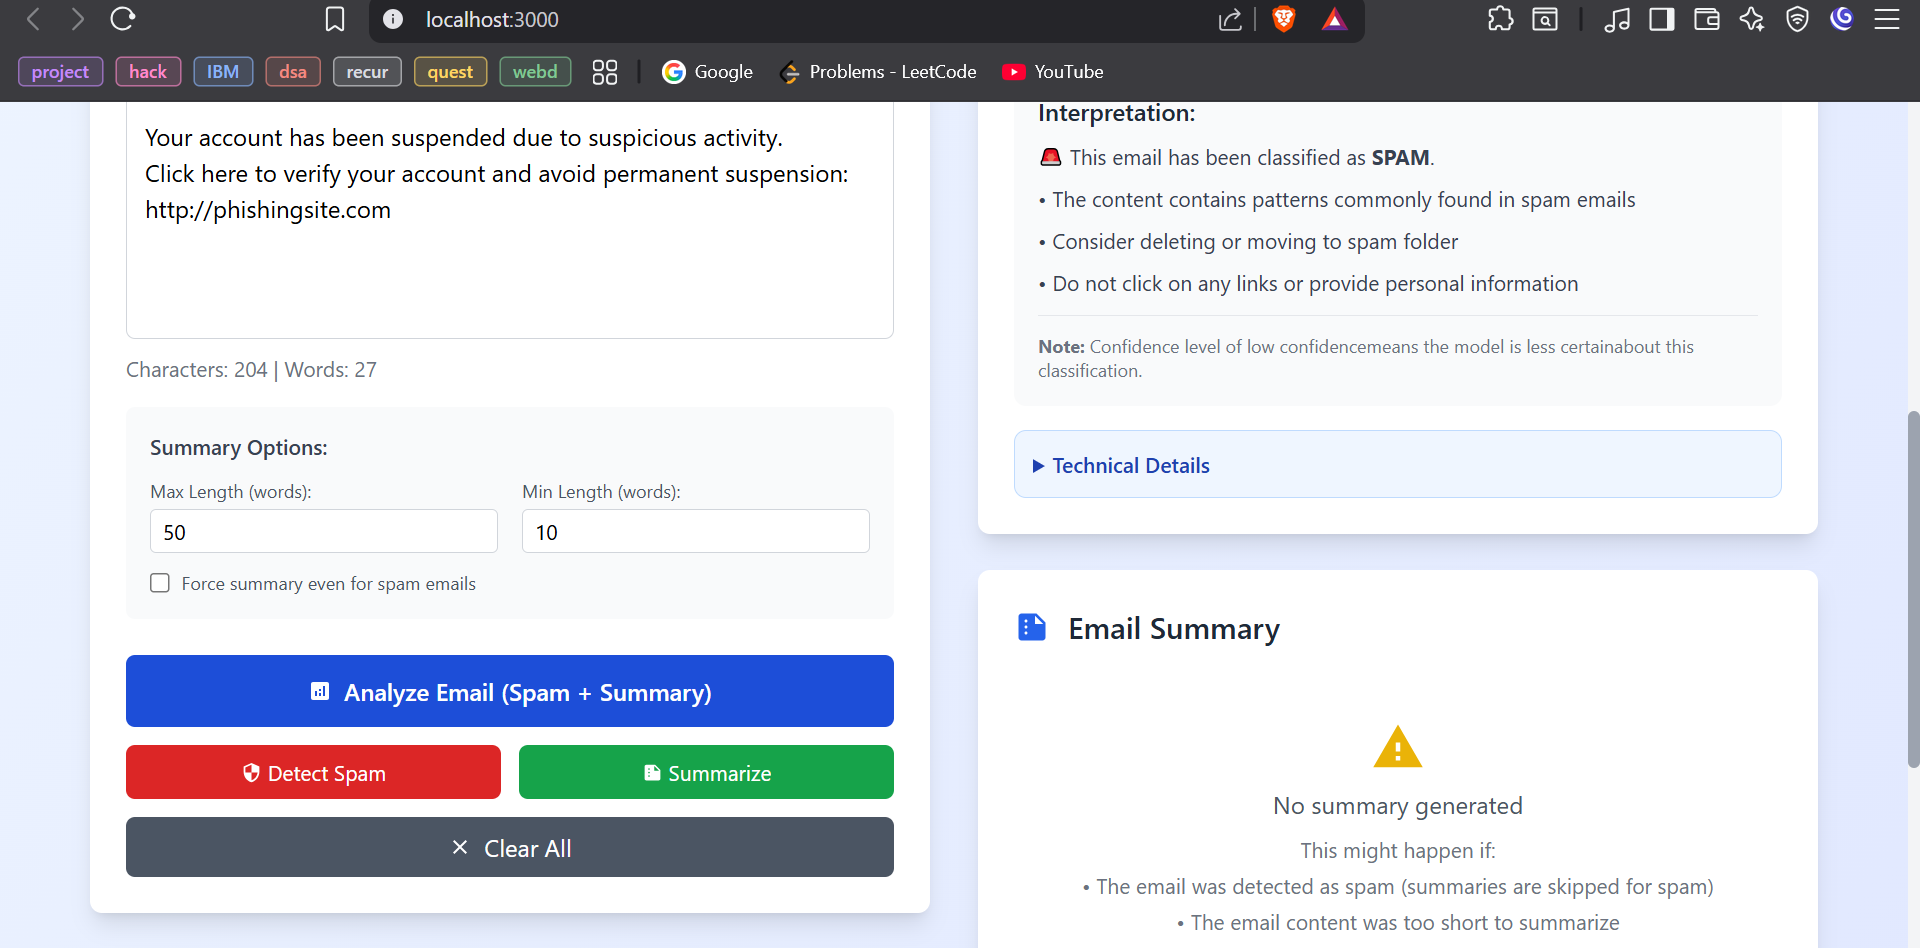 localhost:3000
project
hack
IBM
dsa
recur
quest
webd
Google
Problems - LeetCode
YouTube
Your account has been suspended due to suspicious activity.
Click here to verify your account and avoid permanent suspension:
http://phishingsite.com
Characters: 204 | Words: 27
Summary Options:
Max Length (words):
Min Length (words):
50
10
Force summary even for spam emails
Analyze Email (Spam + Summary)
Detect Spam
Summarize
Clear All
Interpretation:
🚨 This email has been classified as SPAM.
• The content contains patterns commonly found in spam emails
• Consider deleting or moving to spam folder
• Do not click on any links or provide personal information
Note: Confidence level of low confidencemeans the model is less certainabout this
classification.
Technical Details
Email Summary
No summary generated
This might happen if:
• The email was detected as spam (summaries are skipped for spam)
• The email content was too short to summarize